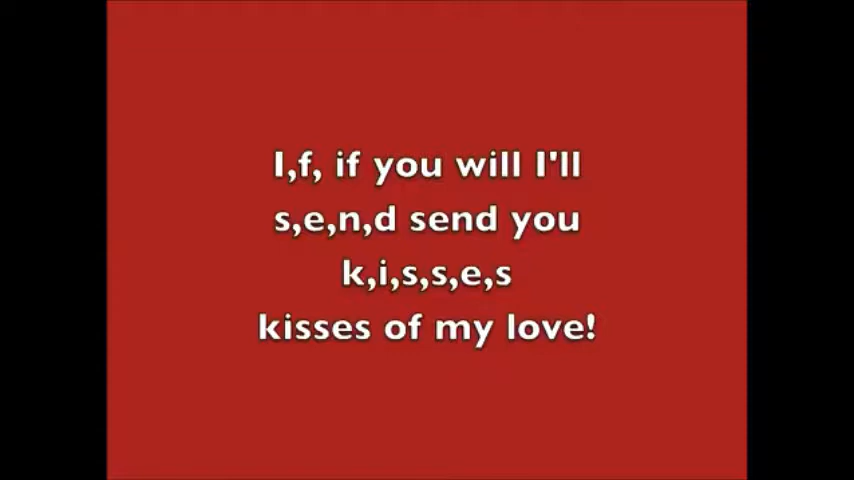 I,f, if you will I'll
s,e,n,d send you
k,i,s,s,e,s
kisses of my love!